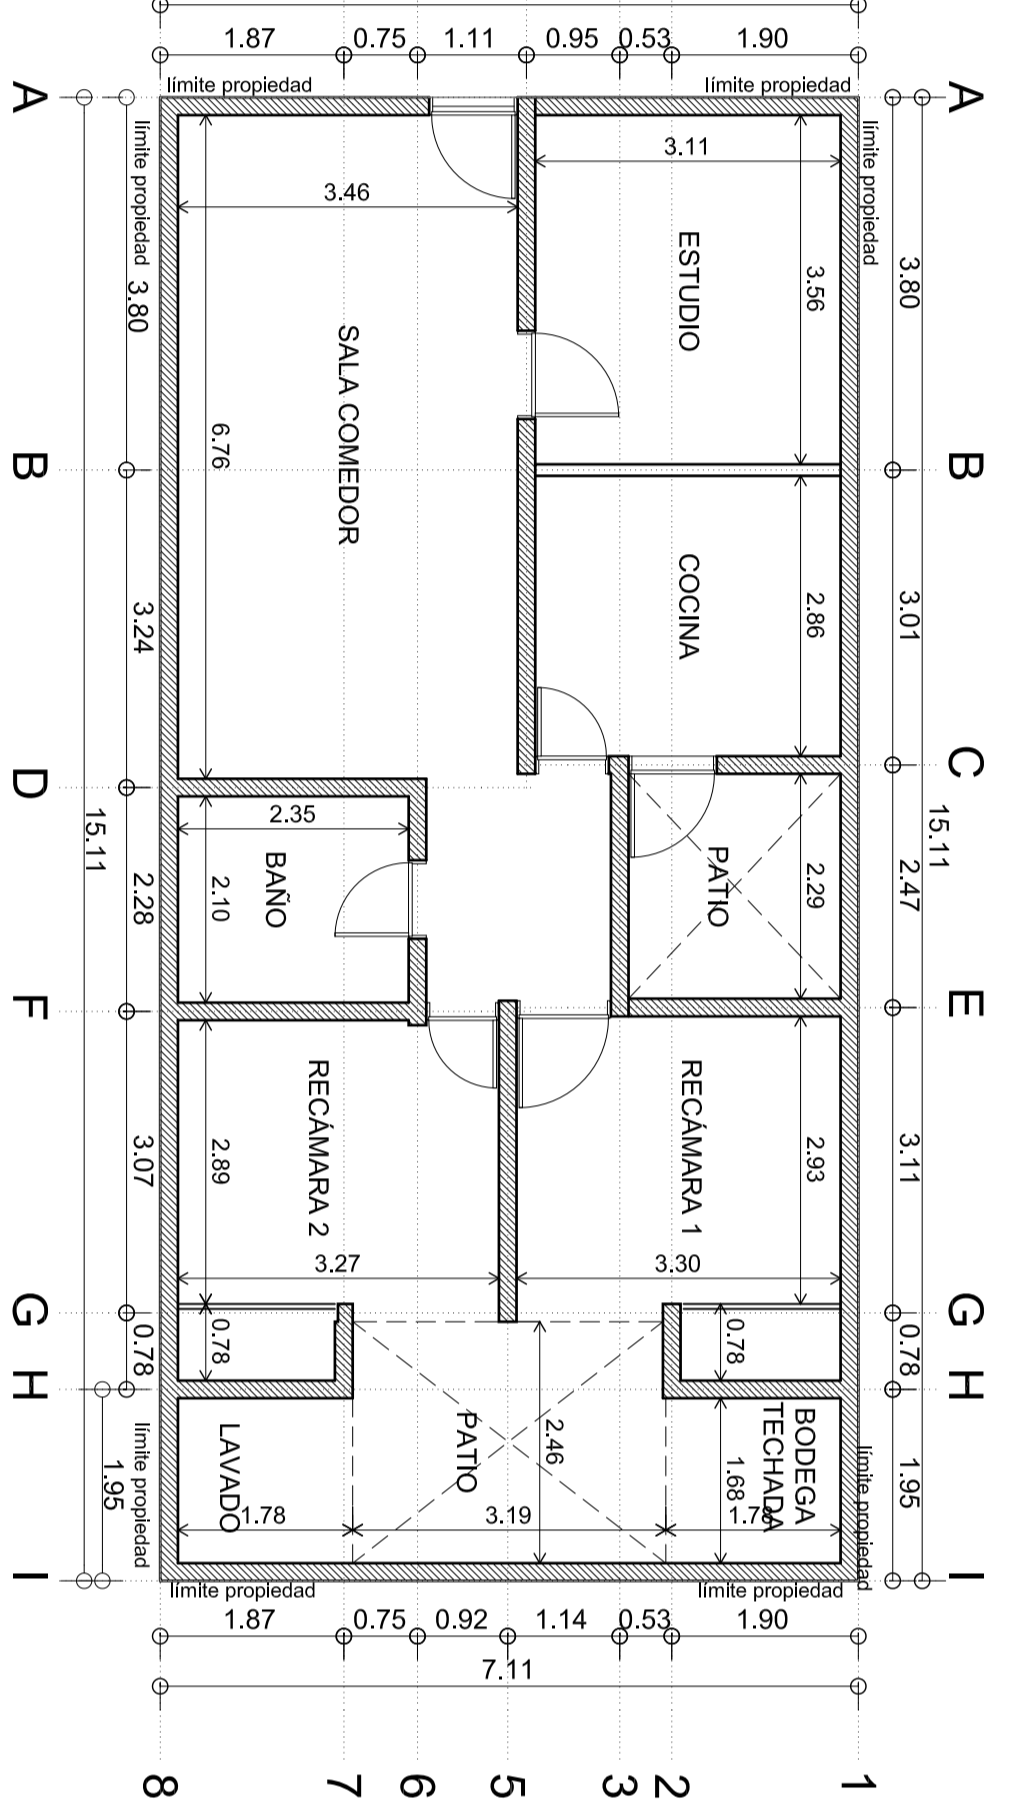 1.87 0.75 1.11 0.95 0.53 1.90
límite propiedad límite propiedad
A A
límite propiedad límite propiedad
3.11
3.46
ESTUDIO
3.56
3.80 3.80
SALA COMEDOR
6.76
B B
COCINA
2.86
3.24 3.01
D C
15.11 15.11
2.35
BAÑO
2.10
2.28
PATIO
2.29
2.47
F E
RECÁMARA 2
2.89
3.07
3.27
RECÁMARA 1
2.93
3.11
3.30
G G
0.78 0.78 0.78 0.78
H H
LAVADO
1.78
PATIO
2.46
3.19
BODEGA
TECHADA
1.68
1.78
límite propiedad límite propiedad
1.95 1.95
I I
límite propiedad límite propiedad
1.87 0.75 0.92 1.14 0.53 1.90
7.11
8 7 6 5 3 2 1